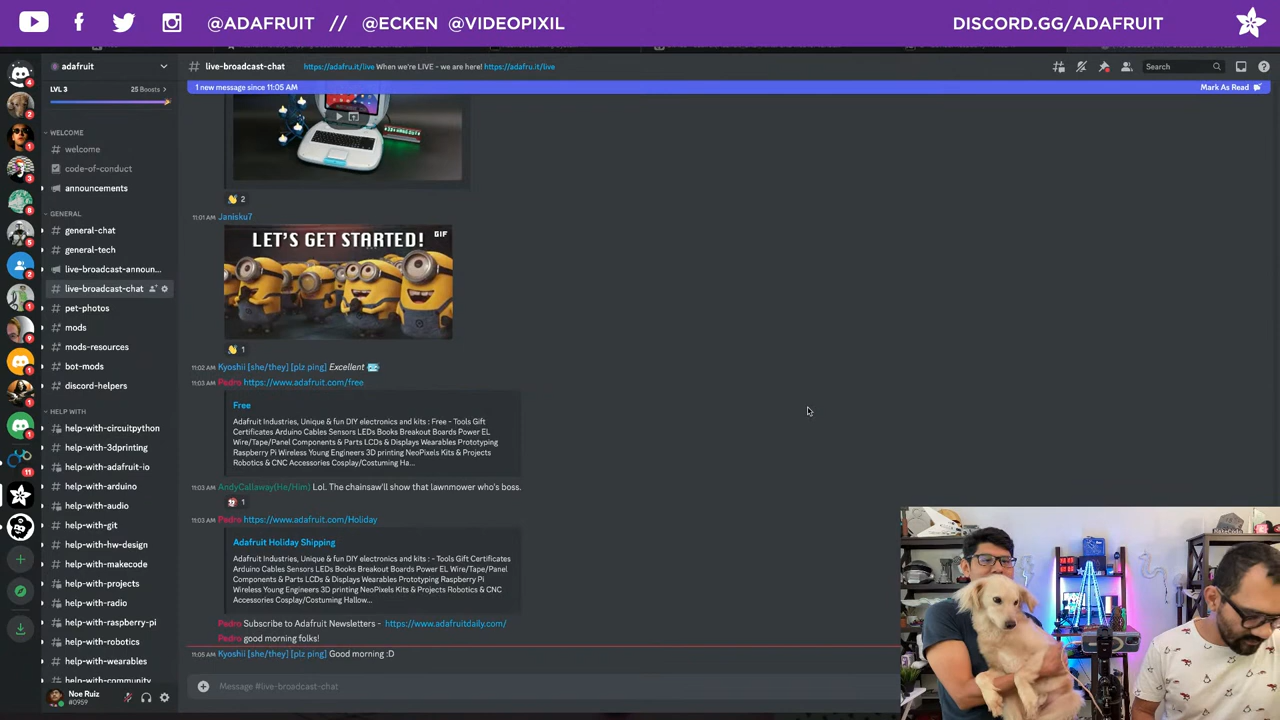 @ADAFRUIT // @ECKEN @VIDEOPIXIL
DISCORD.GG/ADAFRUIT
adafruit
LVL 3
25 Boosts
WELCOME
welcome
code-of-conduct
announcements
GENERAL
general-chat
general-tech
live-broadcast-announ...
live-broadcast-chat
pet-photos
mods
mods-resources
bot-mods
discord-helpers
HELP WITH
help-with-circuitpython
help-with-3dprinting
help-with-adafruit-io
help-with-arduino
help-with-audio
help-with-git
help-with-hw-design
help-with-makecode
help-with-projects
help-with-radio
help-with-raspberry-pi
help-with-robotics
help-with-wearables
Noe Ruiz
#0959
# live-broadcast-chat https://adafru.it/live When we're LIVE - we are here! https://adafru.it/live
Search
1 new message since 11:05 AM
Mark As Read
2
11:01 AM Janisku7
LET'S GET STARTED!
GIF
1
11:02 AM Kyoshii [she/they] [plz ping] Excellent
11:03 AM Pedro https://www.adafruit.com/free
Free
Adafruit Industries, Unique & fun DIY electronics and kits : Free - Tools Gift
Certificates Arduino Cables Sensors LEDs Books Breakout Boards Power EL
Wire/Tape/Panel Components & Parts LCDs & Displays Wearables Prototyping
Raspberry Pi Wireless Young Engineers 3D printing NeoPixels Kits & Projects
Robotics & CNC Accessories Cosplay/Costuming Ha...
11:03 AM AndyCallaway(He/Him) Lol. The chainsaw'll show that lawnmower who's boss.
1
11:03 AM Pedro https://www.adafruit.com/Holiday
Adafruit Holiday Shipping
Adafruit Industries, Unique & fun DIY electronics and kits : - Tools Gift Certificates
Arduino Cables Sensors LEDs Books Breakout Boards Power EL Wire/Tape/Panel
Components & Parts LCDs & Displays Wearables Prototyping Raspberry Pi
Wireless Young Engineers 3D printing NeoPixels Kits & Projects Robotics & CNC
Accessories Cosplay/Costuming Hallow...
Pedro Subscribe to Adafruit Newsletters - https://www.adafruitdaily.com/
Pedro good morning folks!
11:05 AM Kyoshii [she/they] [plz ping] Good morning :D
Message #live-broadcast-chat